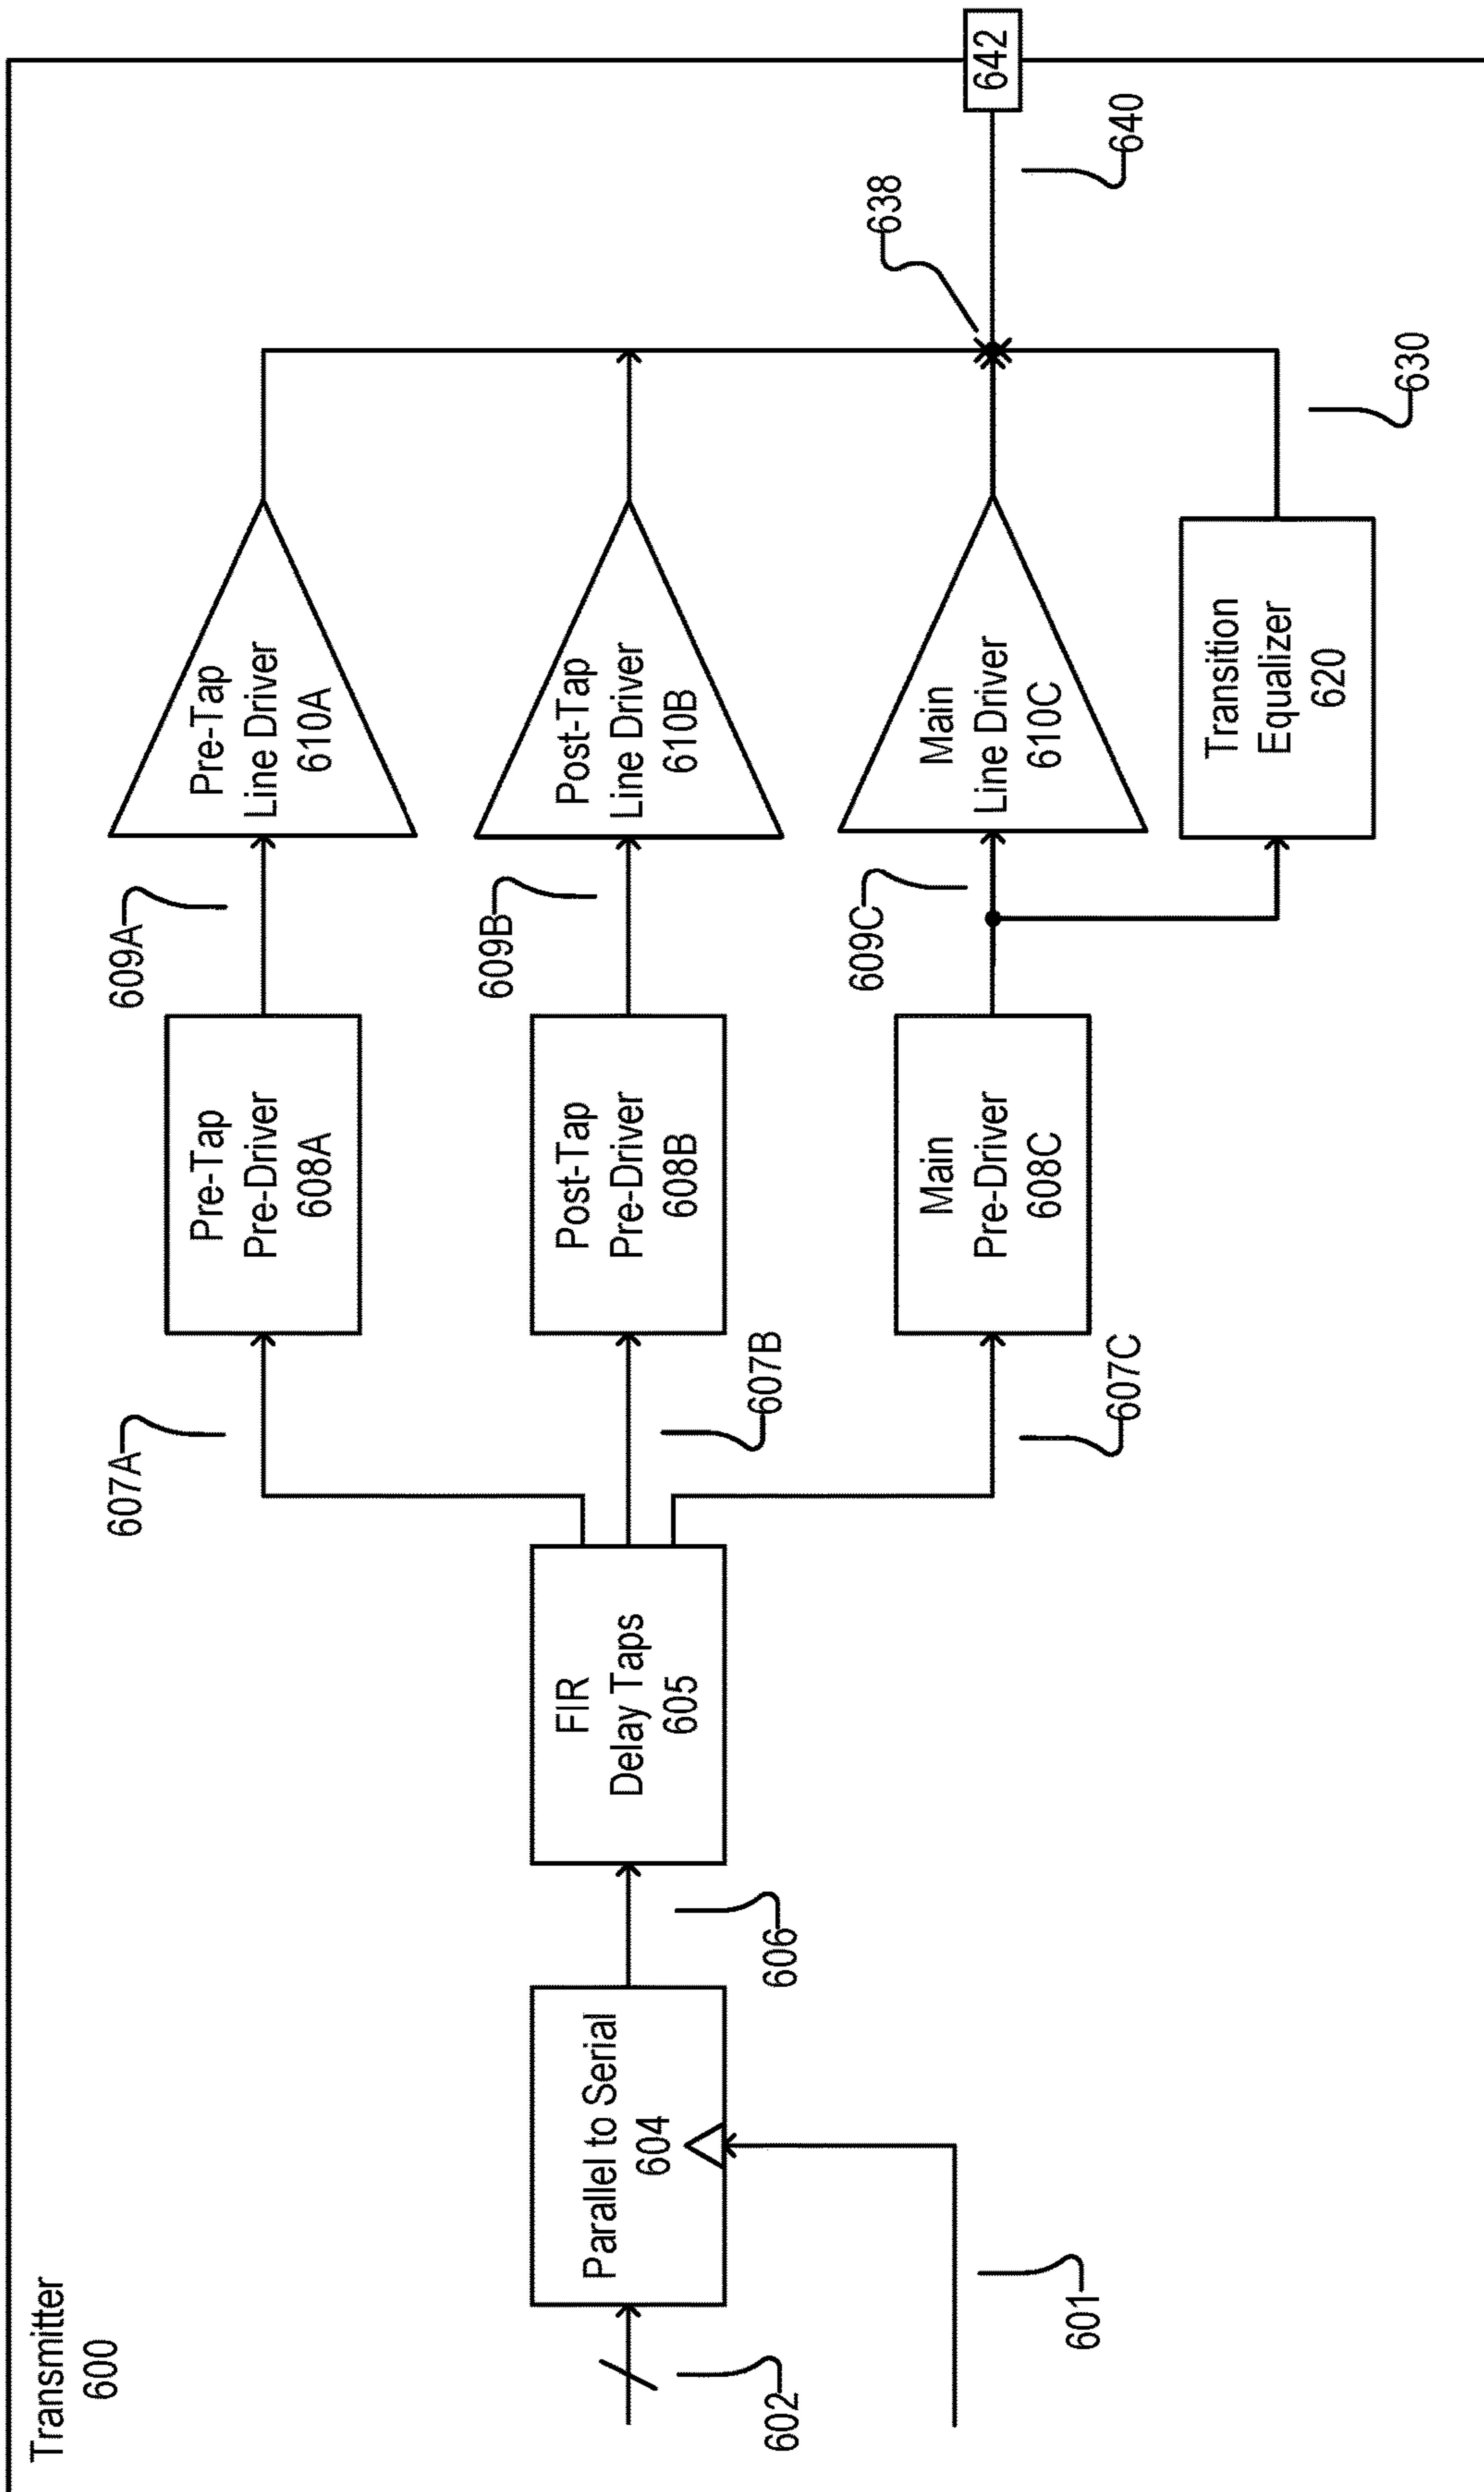 Transmitter
600
602
601
Parallel to Serial
604
606
FIR
Delay Taps
605
607A
607B
607C
Pre-Tap
Pre-Driver
608A
Post-Tap
Pre-Driver
608B
Main
Pre-Driver
608C
609A
609B
609C
Pre-Tap
Line Driver
610A
Post-Tap
Line Driver
610B
Main
Line Driver
610C
Transition
Equalizer
620
630
638
640
642